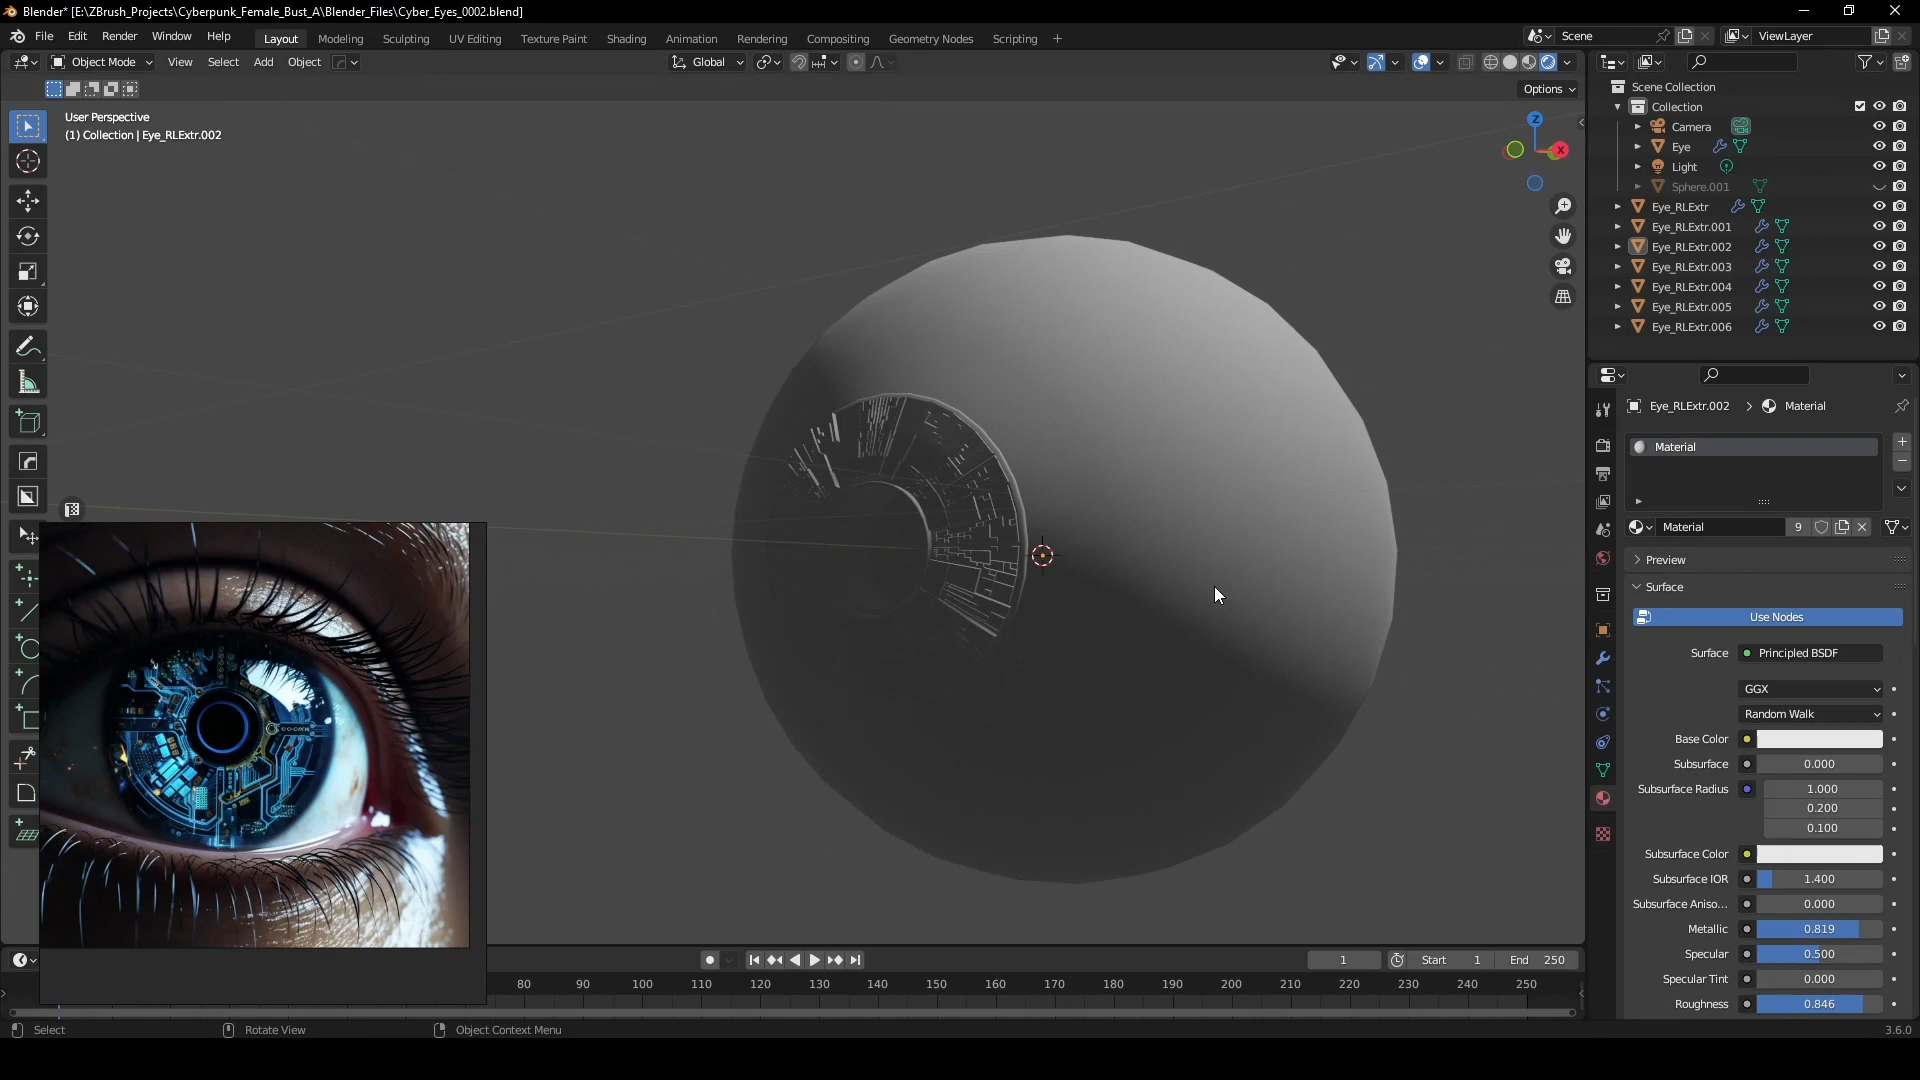 Blender* [E:\ZBrush_Projects\Cyberpunk_Female_Bust_A\Blender_Files\Cyber_Eyes_0002.blend]
File Edit Render Window Help Layout Modeling Sculpting UV Editing Texture Paint Shading Animation Rendering Compositing Geometry Nodes Scripting + Scene ViewLayer
Object Mode View Select Add Object Global
Options
User Perspective
(1) Collection | Eye_RLExtr.002
Z
X
Scene Collection
Collection
Camera
Eye
Light
Sphere.001
Eye_RLExtr
Eye_RLExtr.001
Eye_RLExtr.002
Eye_RLExtr.003
Eye_RLExtr.004
Eye_RLExtr.005
Eye_RLExtr.006
Eye_RLExtr.002 > Material
Material
Material 9
Preview
Surface
Use Nodes
Surface Principled BSDF
GGX
Random Walk
Base Color
Subsurface 0.000
Subsurface Radius 1.000
0.200
0.100
Subsurface Color
Subsurface IOR 1.400
Subsurface Aniso... 0.000
Metallic 0.819
Specular 0.500
Specular Tint 0.000
Roughness 0.846
1 Start 1 End 250
80 90 100 110 120 130 140 150 160 170 180 190 200 210 220 230 240 250
Select Rotate View Object Context Menu 3.6.0